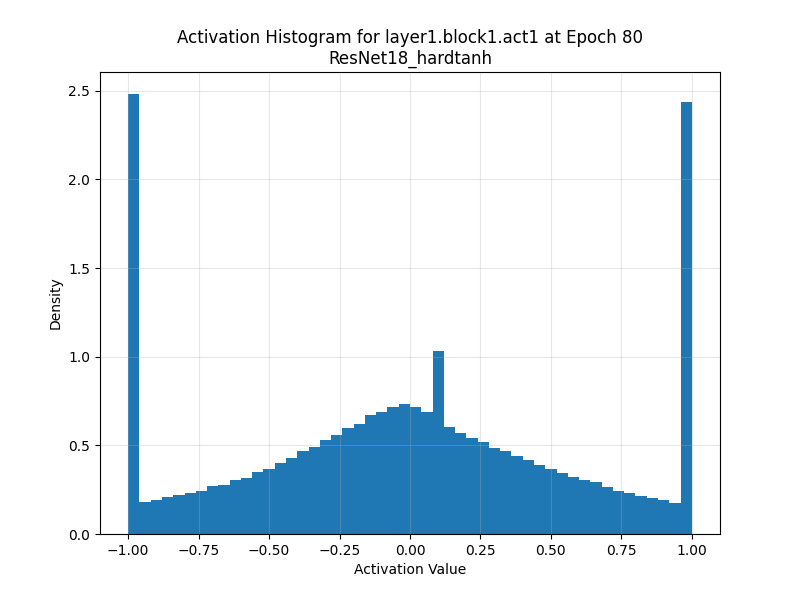 Activation Histogram for layer1.block1.act1 at Epoch 80
ResNet18_hardtanh
2.5
2.0
1.5
1.0
0.5
0.0
Density
−1.00 −0.75 −0.50 −0.25 0.00 0.25 0.50 0.75 1.00
Activation Value